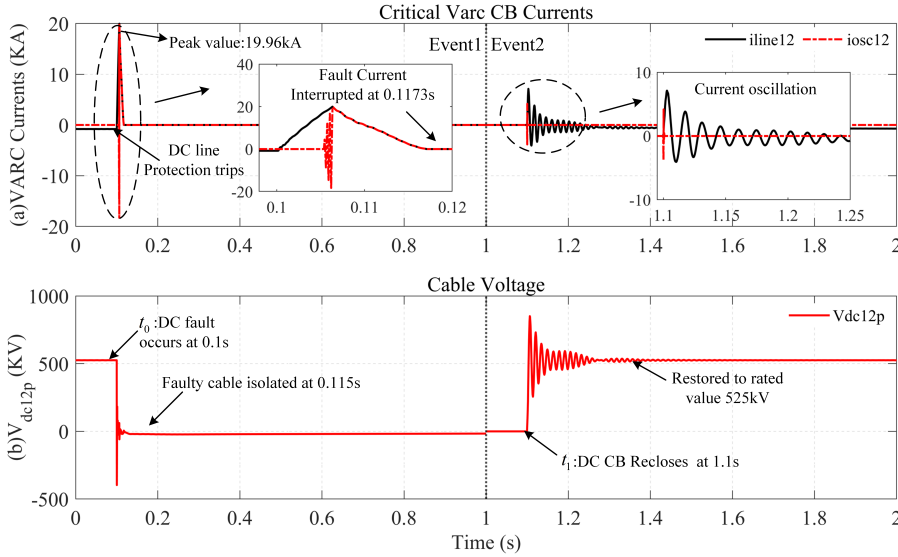 Critical Varc CB Currents
(a)VARC Currents (KA)
20
10
0
-10
-20
Peak value:19.96kA
DC line
Protection trips
Event1
Event2
iline12
iosc12
40
20
0
-20
Fault Current
Interrupted at 0.1173s
0.1
0.11
0.12
10
0
-10
Current oscillation
1.1
1.15
1.2
1.25
0
0.2
0.4
0.6
0.8
1
1.2
1.4
1.6
1.8
2
Cable Voltage
(b)Vdc12p (KV)
1000
500
0
-500
t0 :DC fault
occurs at 0.1s
Faulty cable isolated at 0.115s
Vdc12p
Restored to rated
value 525kV
t1 :DC CB Recloses at 1.1s
0
0.2
0.4
0.6
0.8
1
1.2
1.4
1.6
1.8
2
Time (s)